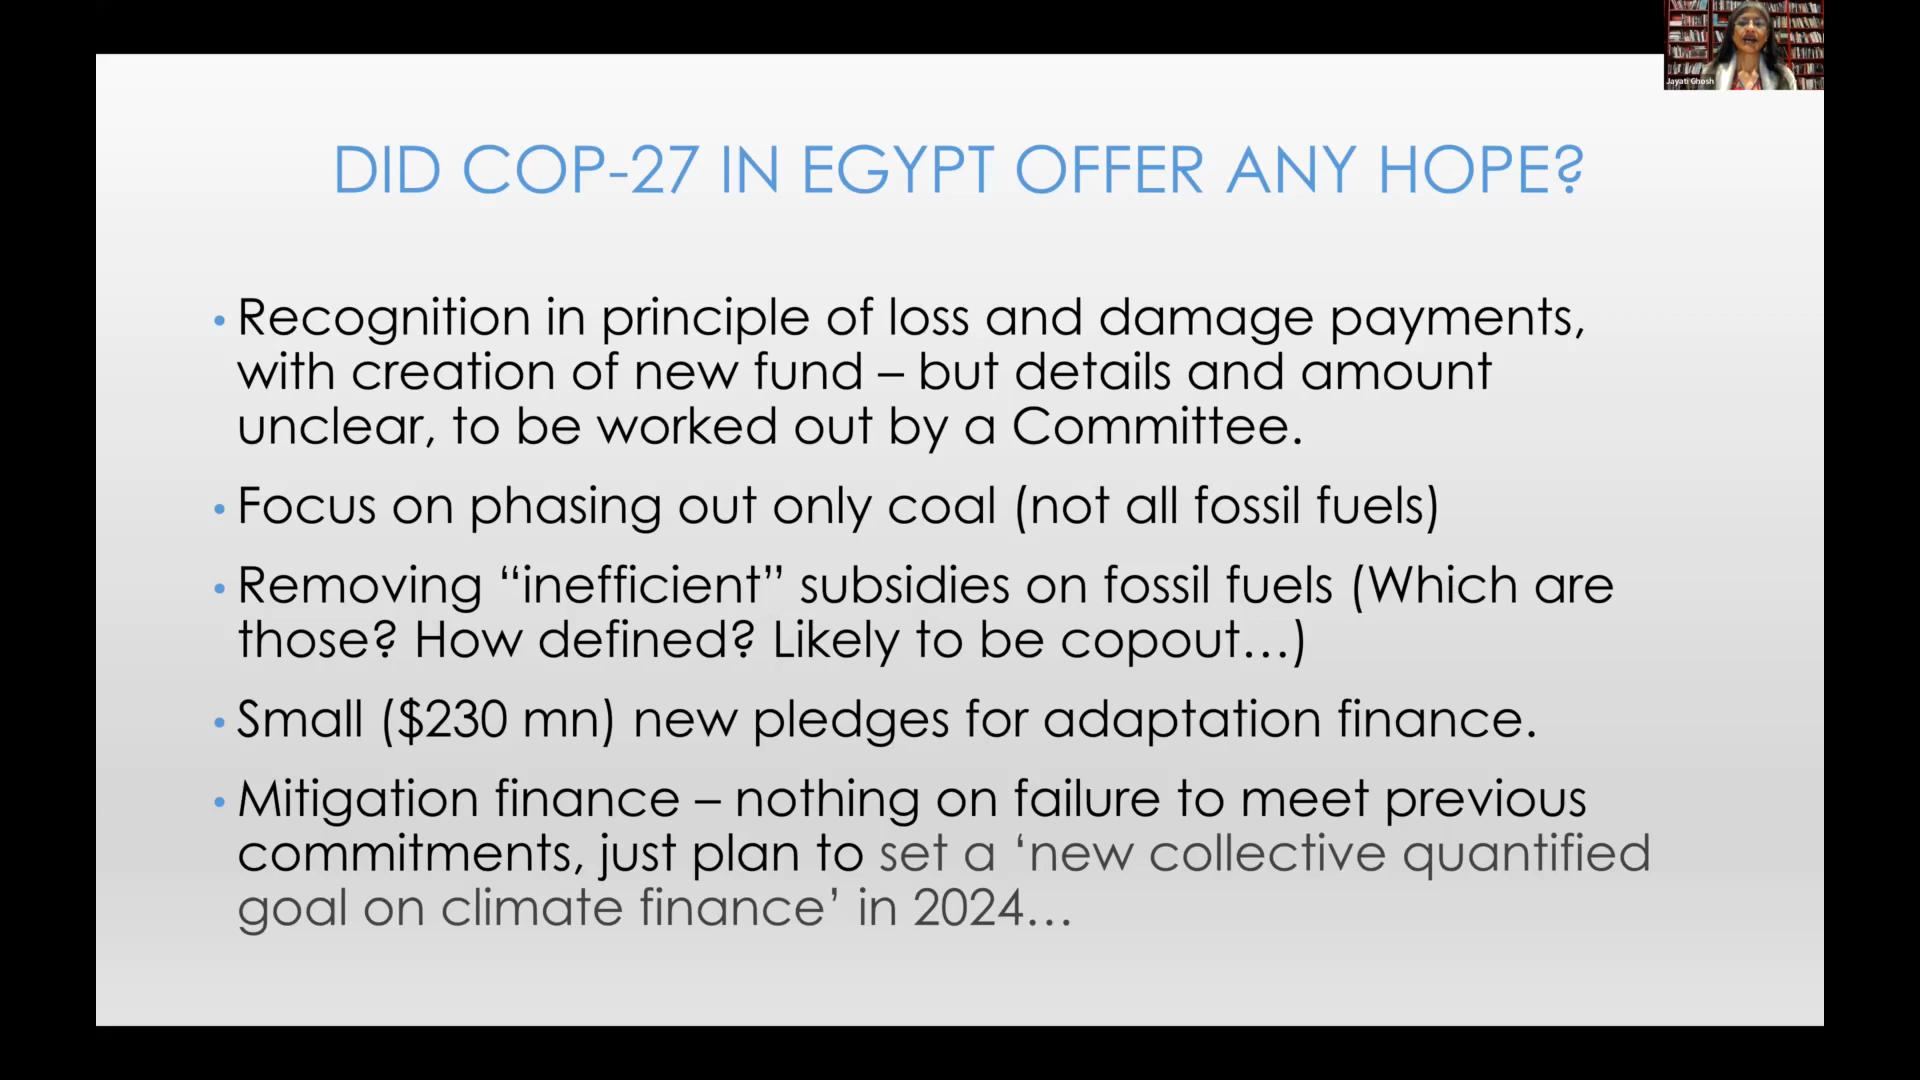 Jayati Ghosh
DID COP-27 IN EGYPT OFFER ANY HOPE?
• Recognition in principle of loss and damage payments,
with creation of new fund – but details and amount
unclear, to be worked out by a Committee.
• Focus on phasing out only coal (not all fossil fuels)
• Removing “inefficient” subsidies on fossil fuels (Which are
those? How defined? Likely to be copout…)
• Small ($230 mn) new pledges for adaptation finance.
• Mitigation finance – nothing on failure to meet previous
commitments, just plan to set a ‘new collective quantified
goal on climate finance’ in 2024…